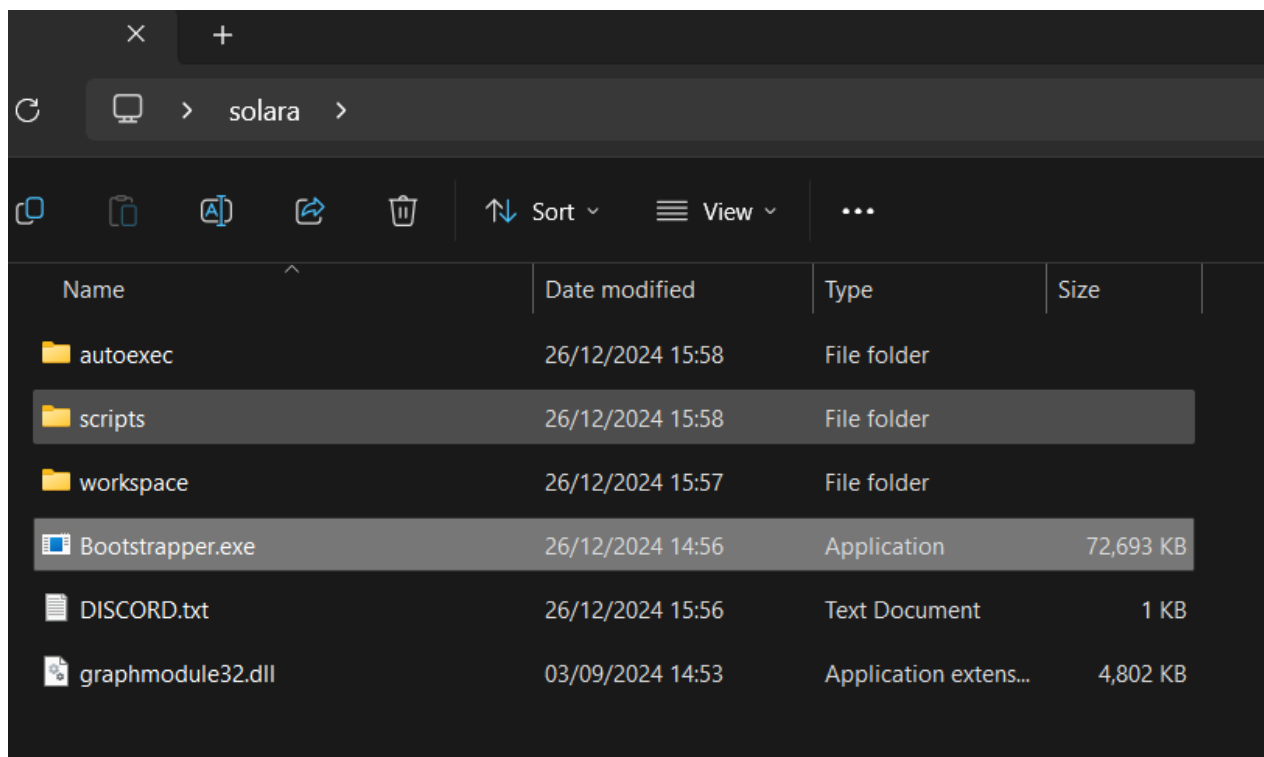 solara
Sort View
Name Date modified Type Size
autoexec 26/12/2024 15:58 File folder
scripts 26/12/2024 15:58 File folder
workspace 26/12/2024 15:57 File folder
Bootstrapper.exe 26/12/2024 14:56 Application 72,693 KB
DISCORD.txt 26/12/2024 15:56 Text Document 1 KB
graphmodule32.dll 03/09/2024 14:53 Application extens... 4,802 KB